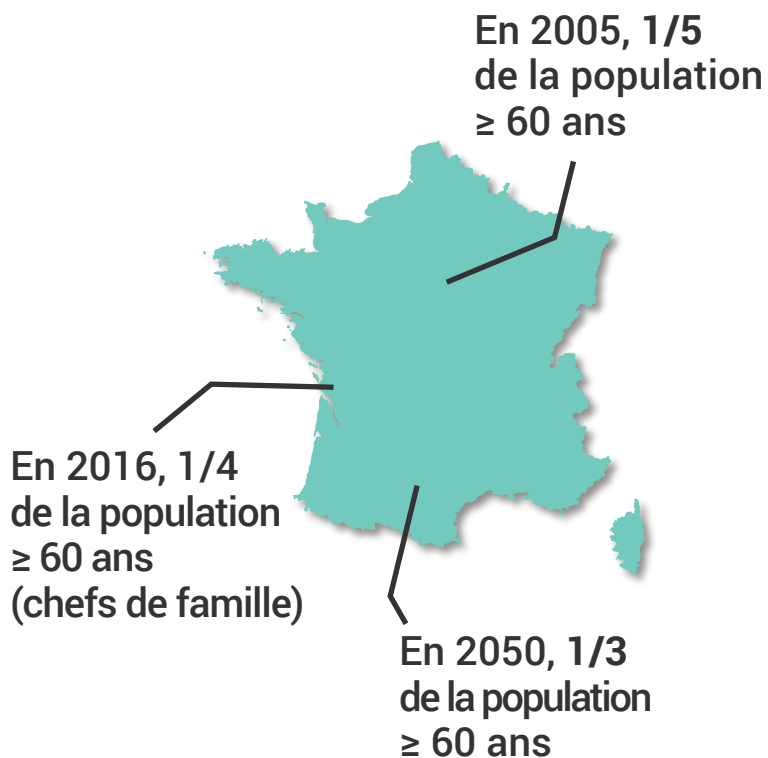 En 2005, 1/5
de la population
≥ 60 ans
En 2016, 1/4
de la population
≥ 60 ans
(chefs de famille)
En 2050, 1/3
de la population
≥ 60 ans